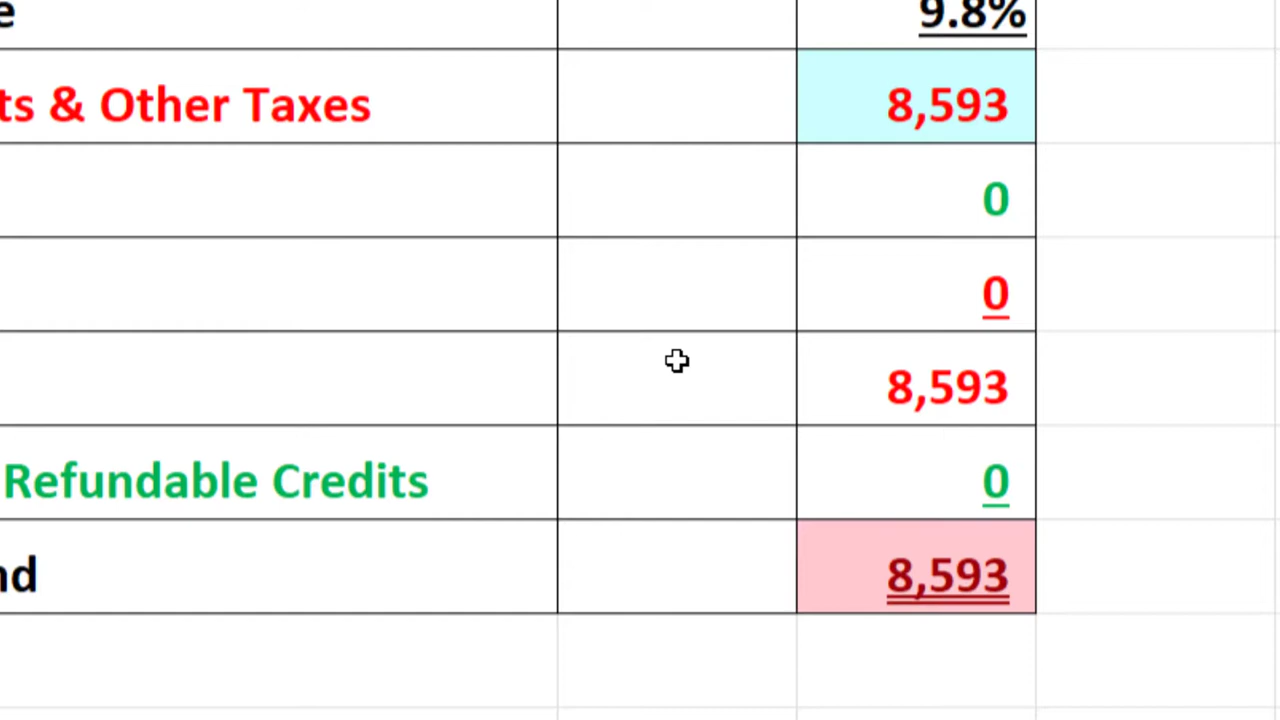 e 9.8%
ts & Other Taxes 8,593
0
0
8,593
Refundable Credits 0
nd 8,593